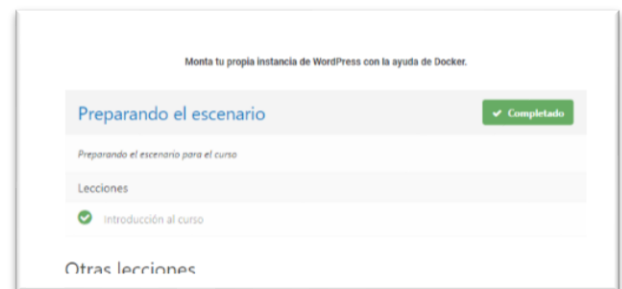 Monta tu propia instancia de WordPress con la ayuda de Docker.
Preparando el escenario
✔ Completado
Preparando el escenario para el curso
Lecciones
Introducción al curso
Otras lecciones